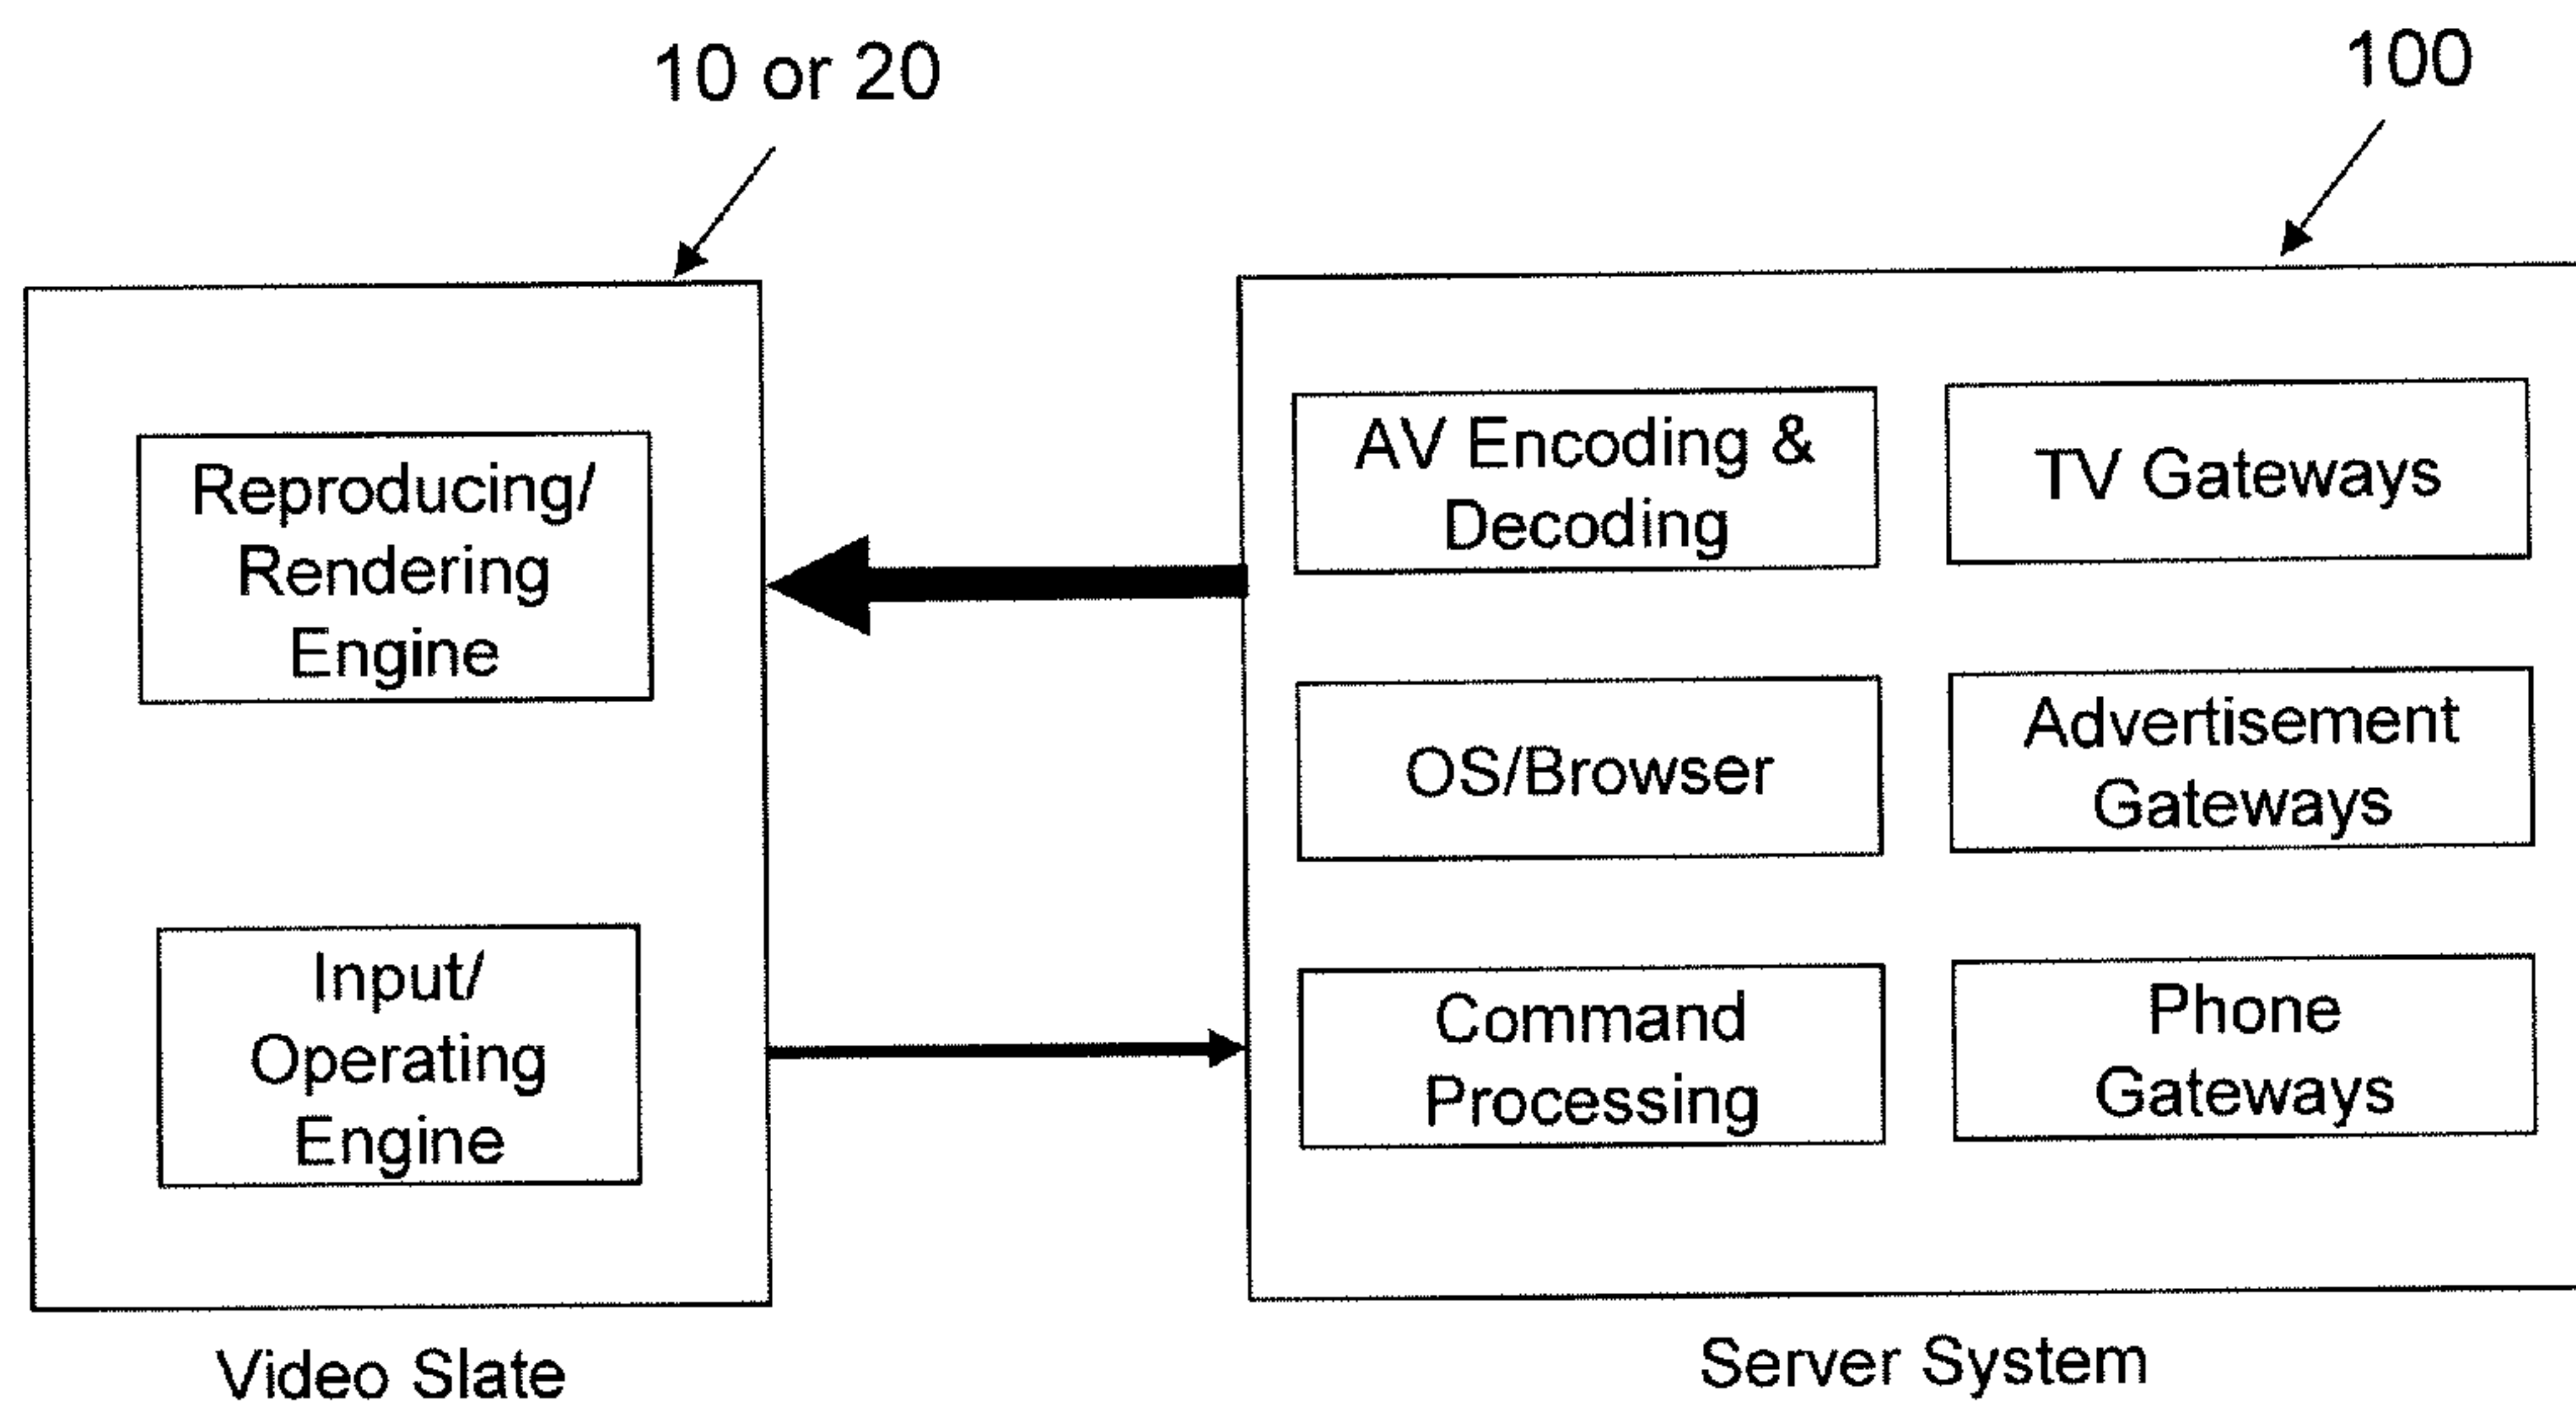 10 or 20
100
Reproducing/
Rendering
Engine
Input/
Operating
Engine
AV Encoding &
Decoding
TV Gateways
OS/Browser
Advertisement
Gateways
Command
Processing
Phone
Gateways
Video Slate
Server System